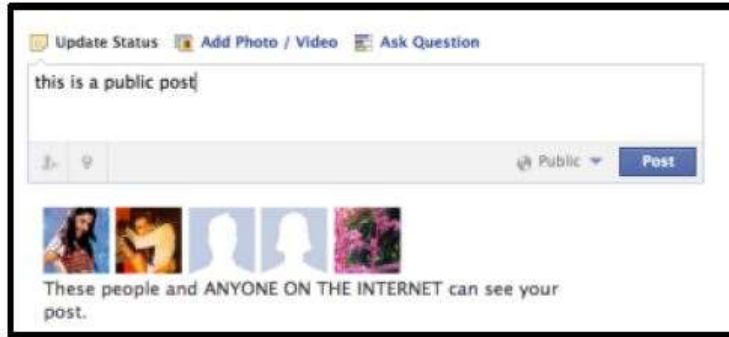 Update Status Add Photo / Video Ask Question
this is a public post
Public Post
These people and ANYONE ON THE INTERNET can see your
post.